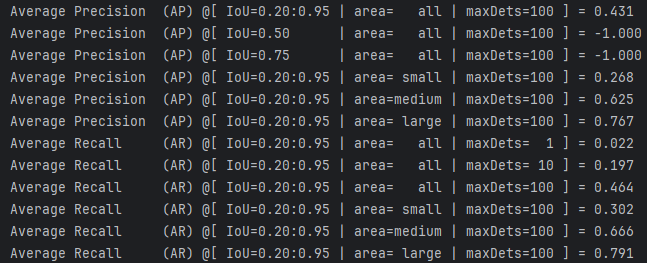 Average Precision  (AP) @[ IoU=0.20:0.95 | area=   all | maxDets=100 ] = 0.431
Average Precision  (AP) @[ IoU=0.50      | area=   all | maxDets=100 ] = -1.000
Average Precision  (AP) @[ IoU=0.75      | area=   all | maxDets=100 ] = -1.000
Average Precision  (AP) @[ IoU=0.20:0.95 | area= small | maxDets=100 ] = 0.268
Average Precision  (AP) @[ IoU=0.20:0.95 | area=medium | maxDets=100 ] = 0.625
Average Precision  (AP) @[ IoU=0.20:0.95 | area= large | maxDets=100 ] = 0.767
Average Recall     (AR) @[ IoU=0.20:0.95 | area=   all | maxDets=  1 ] = 0.022
Average Recall     (AR) @[ IoU=0.20:0.95 | area=   all | maxDets= 10 ] = 0.197
Average Recall     (AR) @[ IoU=0.20:0.95 | area=   all | maxDets=100 ] = 0.464
Average Recall     (AR) @[ IoU=0.20:0.95 | area= small | maxDets=100 ] = 0.302
Average Recall     (AR) @[ IoU=0.20:0.95 | area=medium | maxDets=100 ] = 0.666
Average Recall     (AR) @[ IoU=0.20:0.95 | area= large | maxDets=100 ] = 0.791